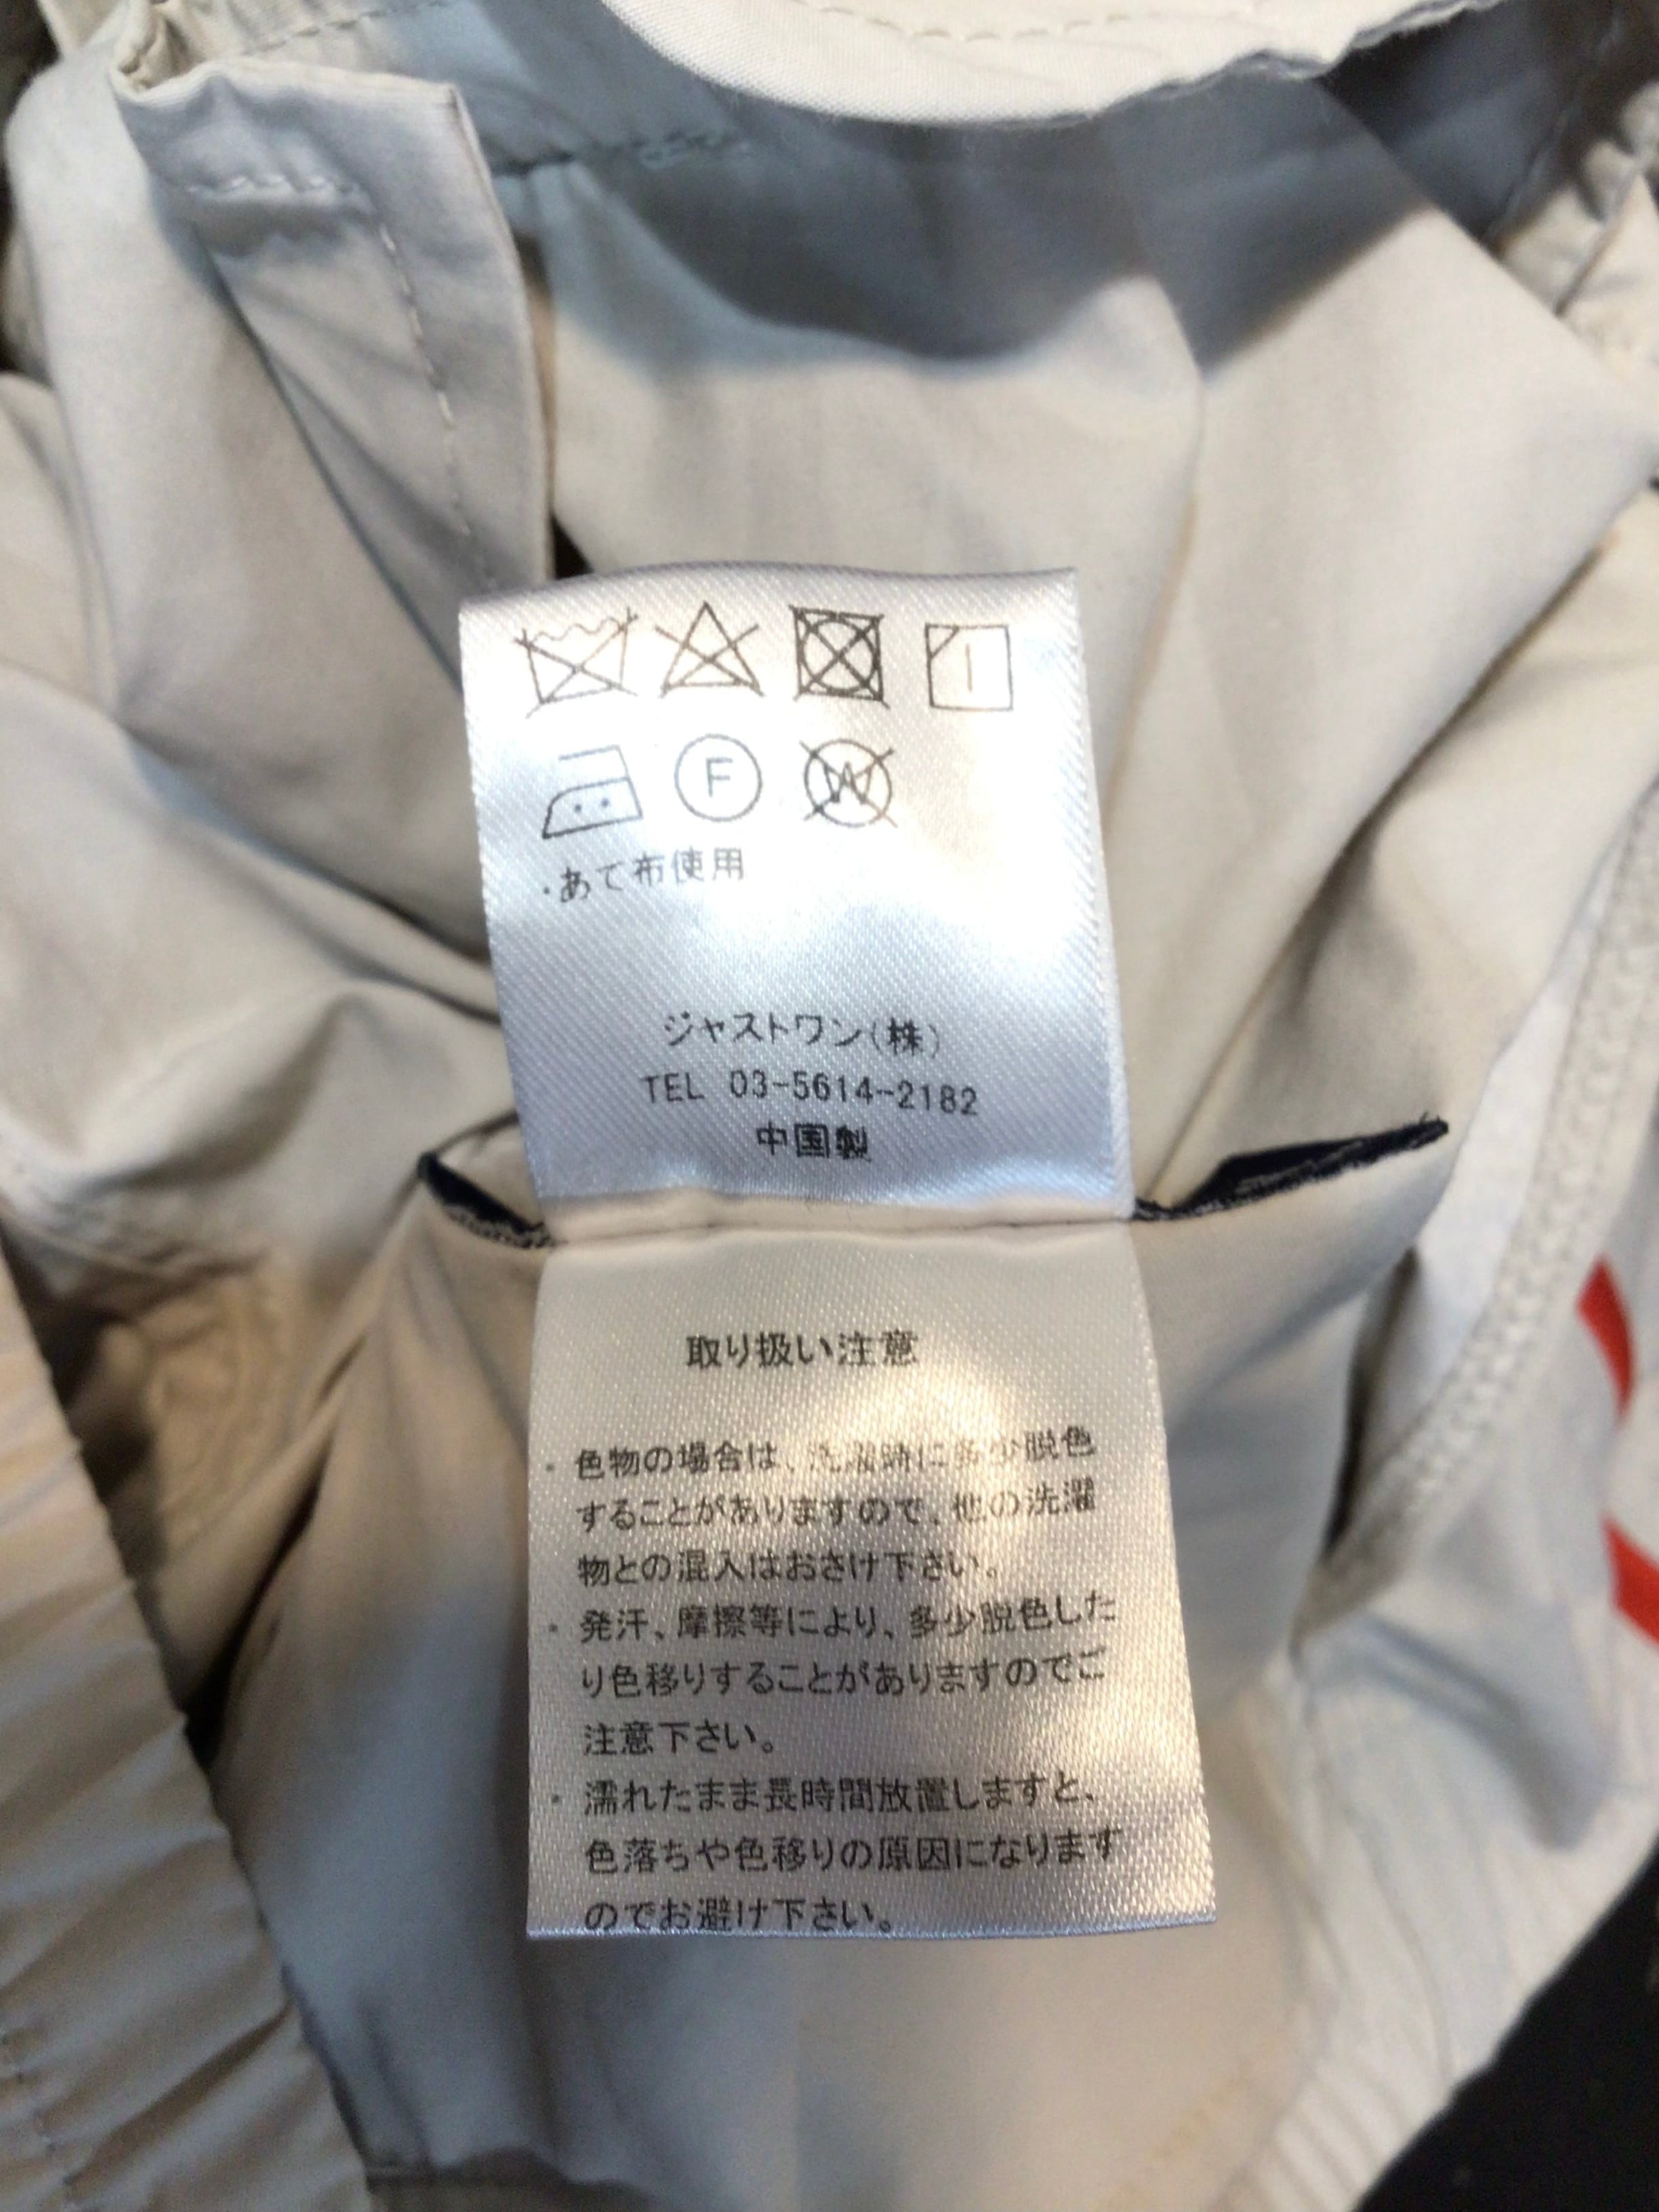 F W
・あて布使用
ジャストワン(株)
TEL 03-5614-2182
中国製
取り扱い注意
・色物の場合は、洗濯時に多少脱色
することがありますので、他の洗濯
物との混入はおさけ下さい。
・発汗、摩擦等により、多少脱色した
り色移りすることがありますのでご
注意下さい。
・濡れたまま長時間放置しますと、
色落ちや色移りの原因になります
のでお避け下さい。